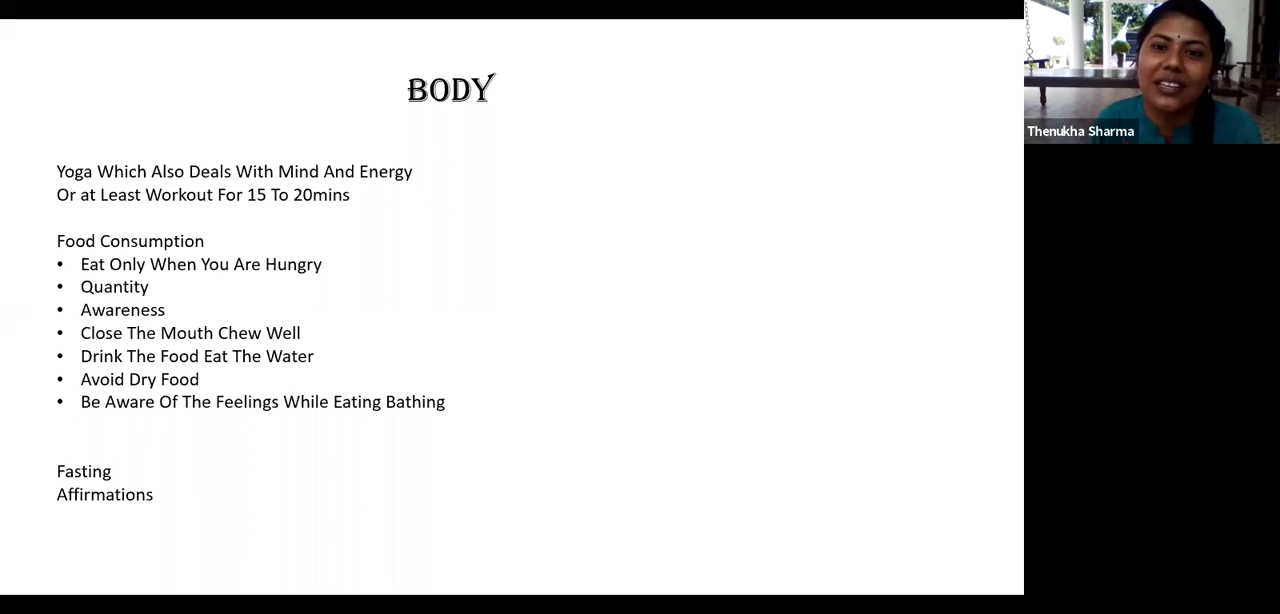 BODY
Yoga Which Also Deals With Mind And Energy
Or at Least Workout For 15 To 20mins
Food Consumption
• Eat Only When You Are Hungry
• Quantity
• Awareness
• Close The Mouth Chew Well
• Drink The Food Eat The Water
• Avoid Dry Food
• Be Aware Of The Feelings While Eating Bathing
Fasting
Affirmations
Thenukha Sharma